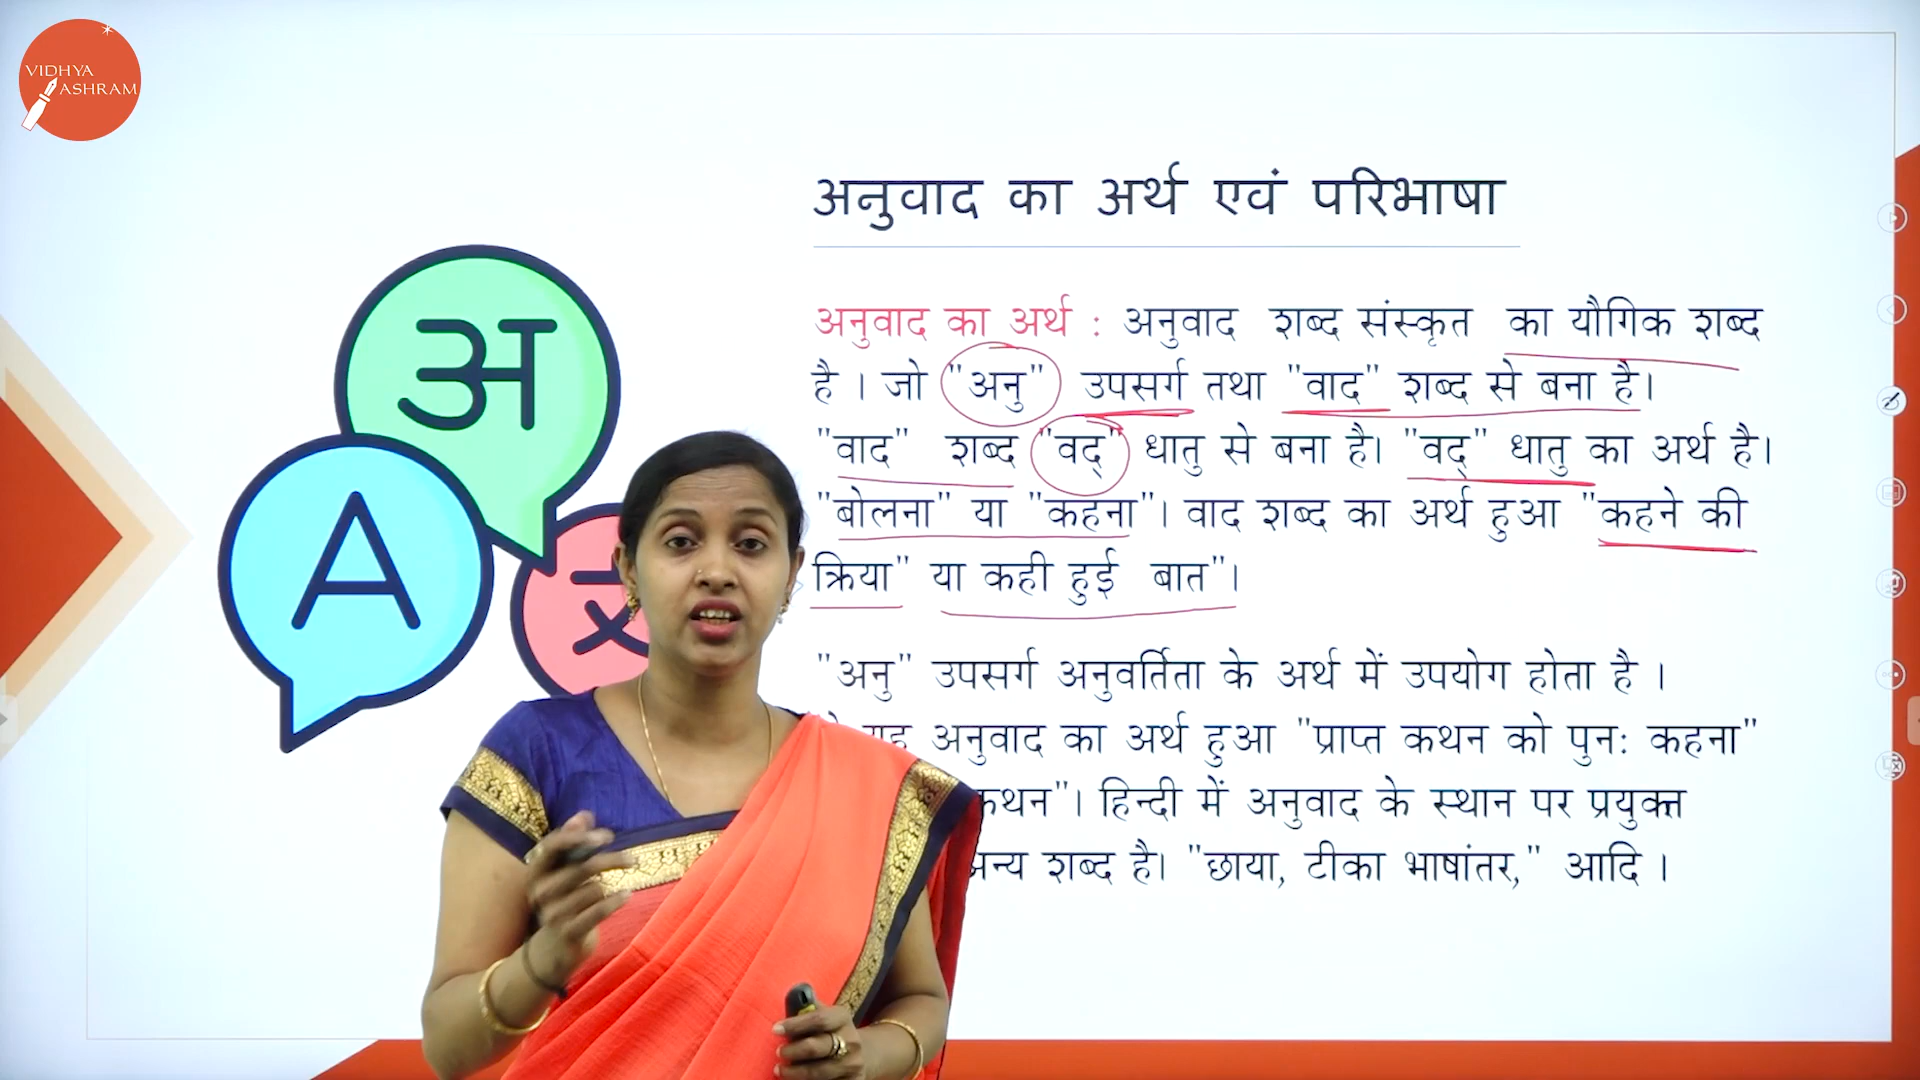 VIDHYA
ASHRAM
अनुवाद का अर्थ एवं परिभाषा
अनुवाद का अर्थ : अनुवाद शब्द संस्कृत का यौगिक शब्द
है । जो "अनु" उपसर्ग तथा "वाद" शब्द से बना है।
"वाद" शब्द "वद्" धातु से बना है। "वद्" धातु का अर्थ है।
"बोलना" या "कहना"। वाद शब्द का अर्थ हुआ "कहने की
क्रिया" या कही हुई बात"।
"अनु" उपसर्ग अनुवर्तिता के अर्थ में उपयोग होता है ।
यह अनुवाद का अर्थ हुआ "प्राप्त कथन को पुनः कहना"
कथन"। हिन्दी में अनुवाद के स्थान पर प्रयुक्त
अन्य शब्द है। "छाया, टीका भाषांतर," आदि ।
अ
A